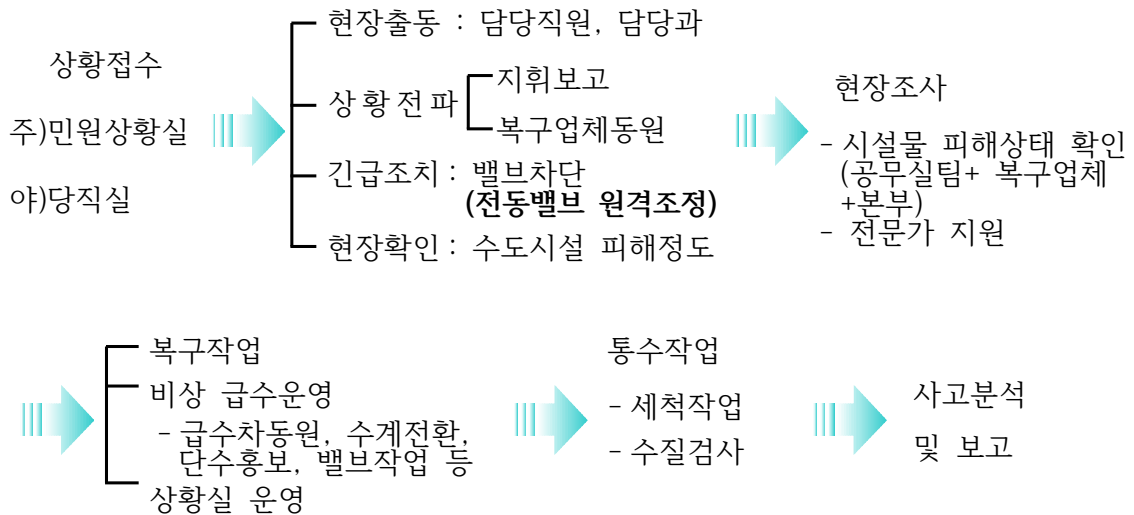 상황접수
주)민원상황실
야)당직실
현장출동 : 담당직원, 담당과
상황전파
지휘보고
복구업체동원
긴급조치 : 밸브차단
(전동밸브 원격조정)
현장확인 : 수도시설 피해정도
현장조사
- 시설물 피해상태 확인
(공무실팀+ 복구업체
+본부)
- 전문가 지원
복구작업
비상 급수운영
- 급수차동원, 수계전환,
단수홍보, 밸브작업 등
상황실 운영
통수작업
- 세척작업
- 수질검사
사고분석
및 보고